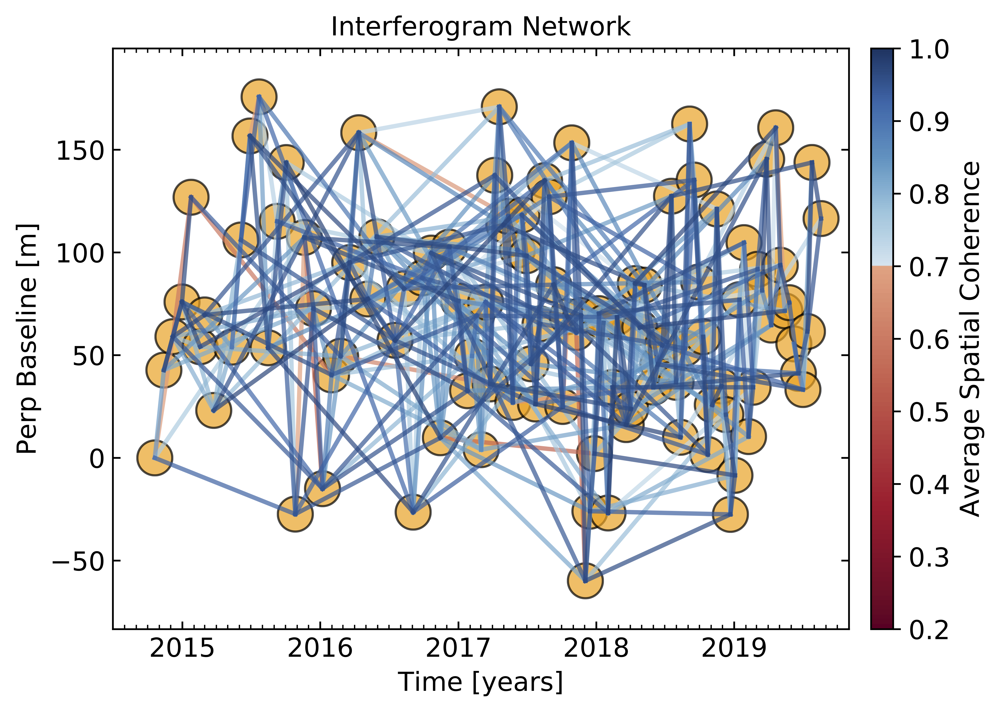 Interferogram Network
Perp Baseline [m]
150
100
50
0
−50
2015 2016 2017 2018 2019
Time [years]
1.0
0.9
0.8
0.7
0.6
0.5
0.4
0.3
0.2
Average Spatial Coherence